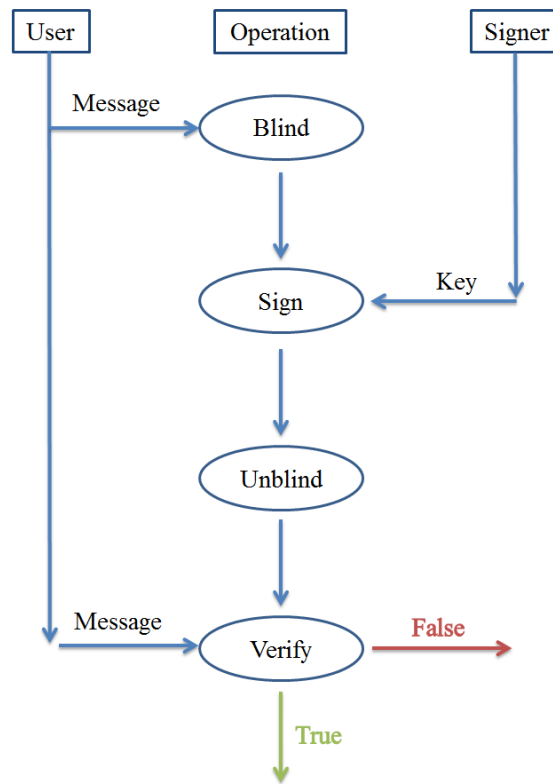 User
Operation
Signer
Message
Blind
Key
Sign
Unblind
Message
False
Verify
True